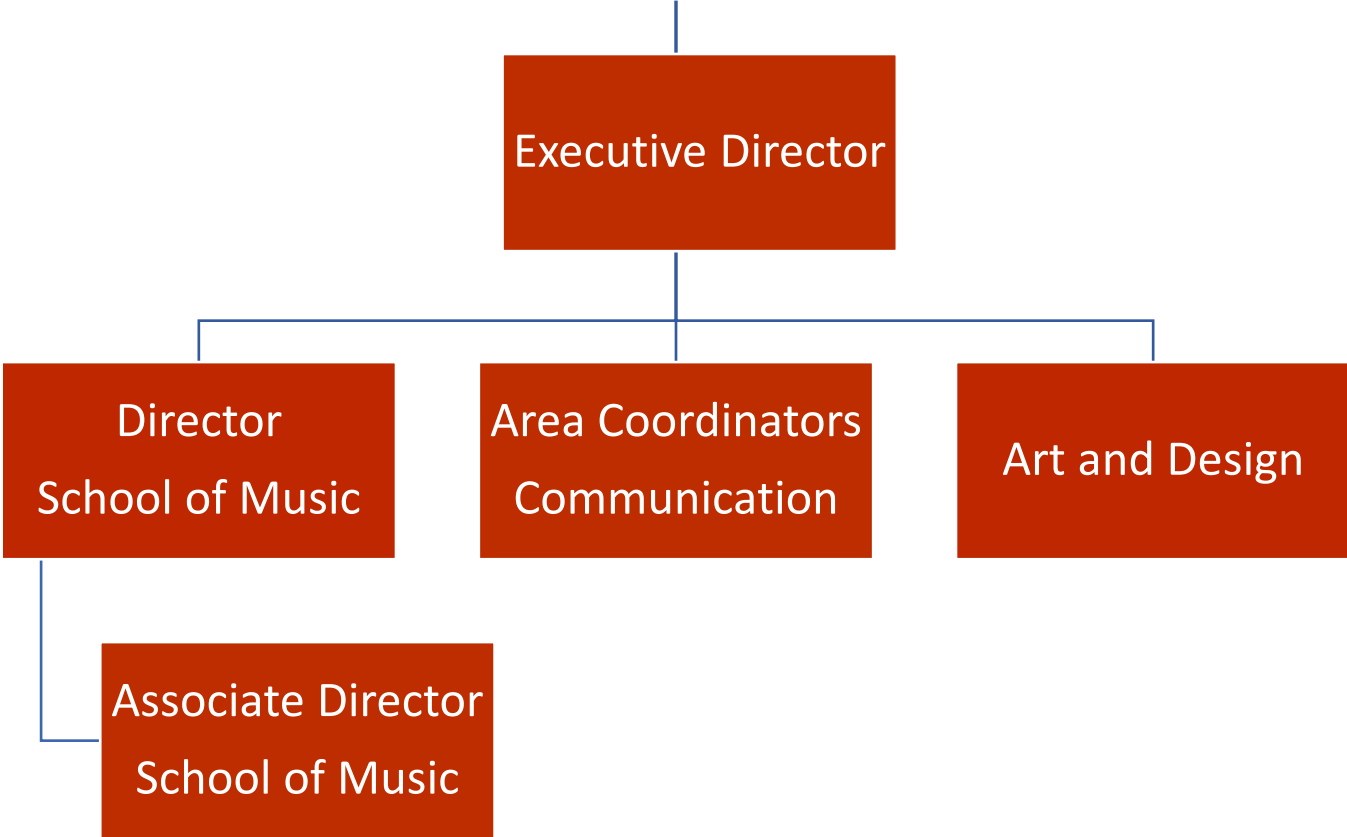 Executive Director
Director
School of Music
Area Coordinators
Communication
Art and Design
Associate Director
School of Music